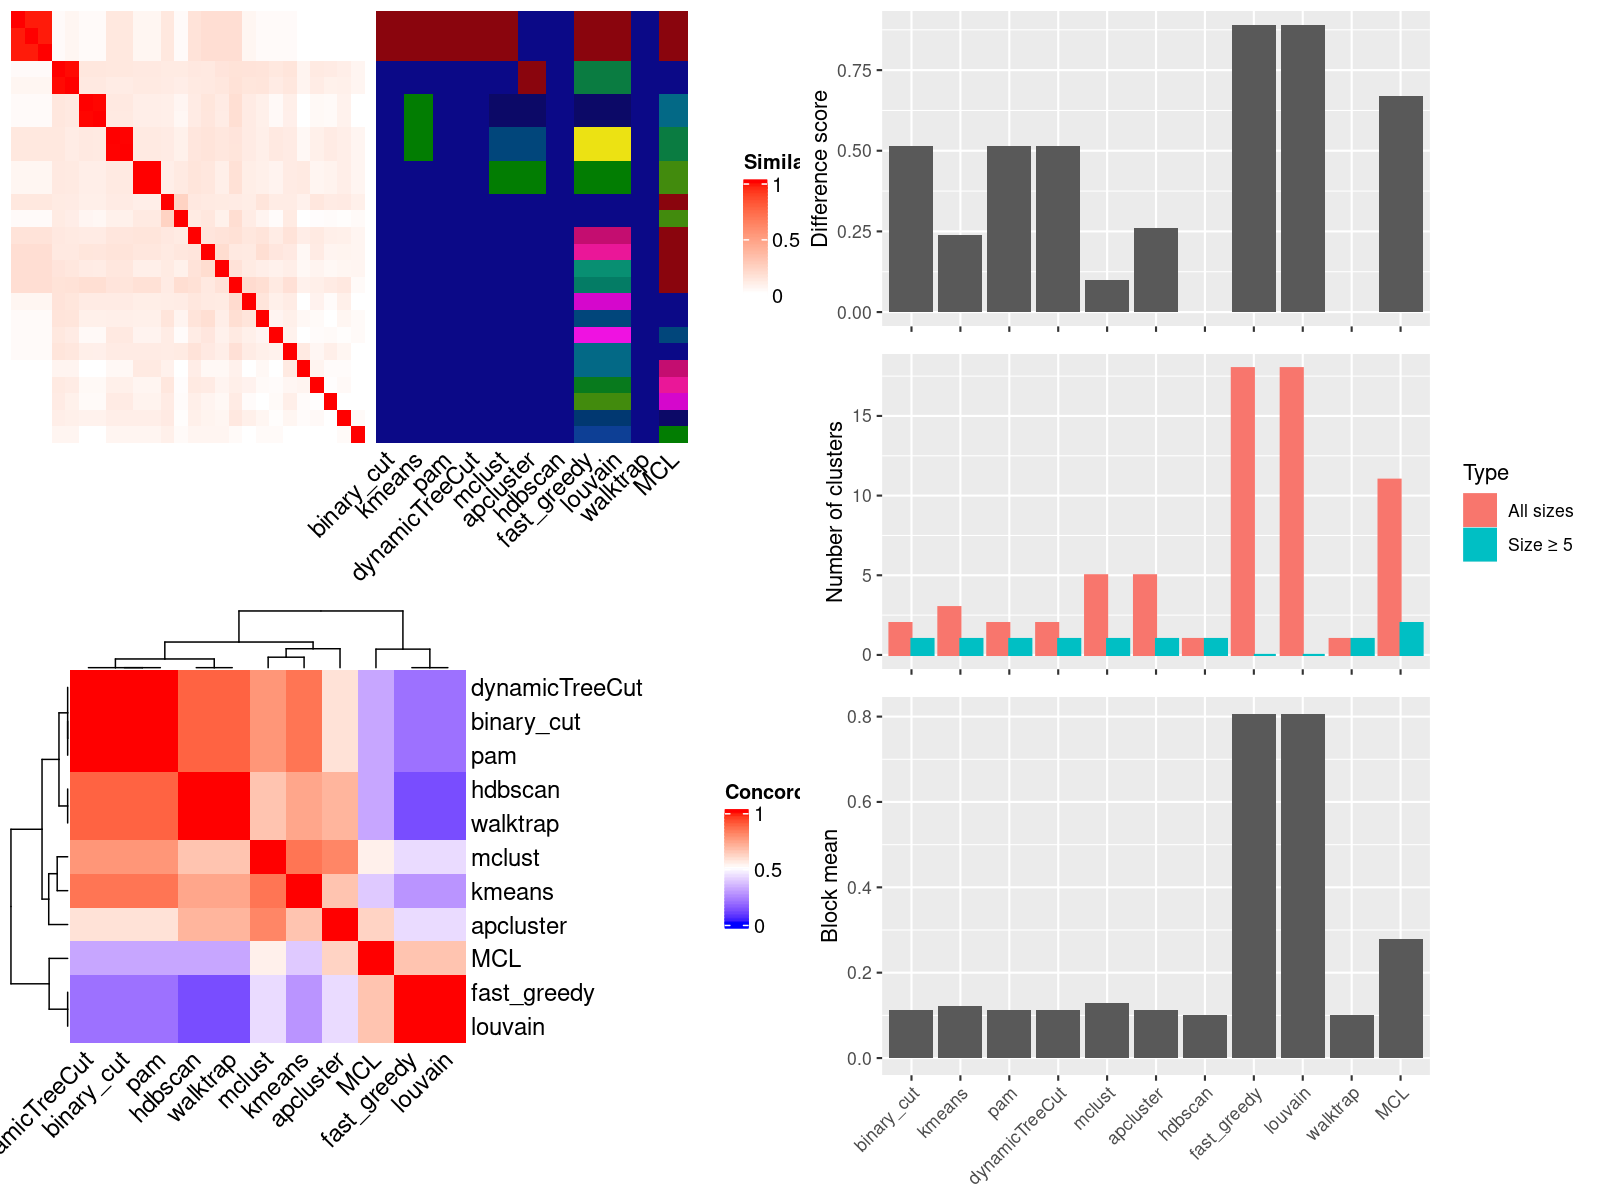 Simila
1
0.5
0
binary_cut
kmeans
pam
dynamicTreeCut
mclust
apcluster
hdbscan
fast_greedy
louvain
walktrap
MCL
Difference score
0.75
0.50
0.25
0.00
Number of clusters
15
10
5
0
Type
All sizes
Size ≥ 5
dynamicTreeCut
binary_cut
pam
hdbscan
walktrap
mclust
kmeans
apcluster
MCL
fast_greedy
louvain
Concord
1
0.5
0
amicTreeCut
binary_cut
pam
hdbscan
walktrap
mclust
kmeans
apcluster
MCL
fast_greedy
louvain
Block mean
0.8
0.6
0.4
0.2
0.0
binary_cut
kmeans
pam
dynamicTreeCut
mclust
apcluster
hdbscan
fast_greedy
louvain
walktrap
MCL